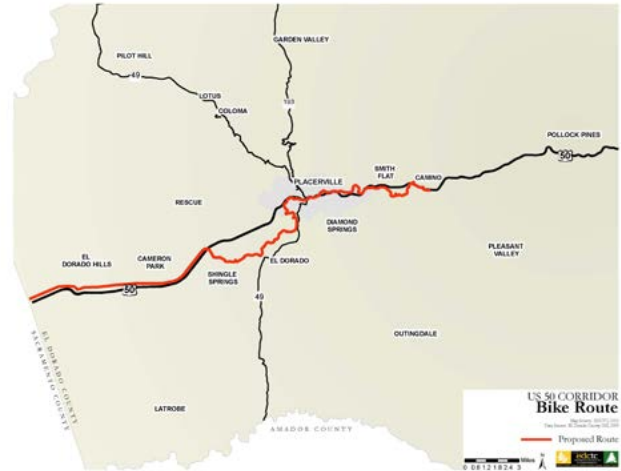 GARDEN VALLEY
PILOT HILL
49
193
LOTUS
COLOMA
POLLOCK PINES
50
SMITH
FLAT
CAMINO
PLACERVILLE
RESCUE
DIAMOND
SPRINGS
PLEASANT
VALLEY
EL
DORADO HILLS
CAMERON
PARK
EL DORADO
SHINGLE
SPRINGS
50
49
OUTINGDALE
EL DORADO COUNTY
SACRAMENTO COUNTY
LATROBE
AMADOR COUNTY
US 50 CORRIDOR
Bike Route
Proposed Route
Miles
N
edctc